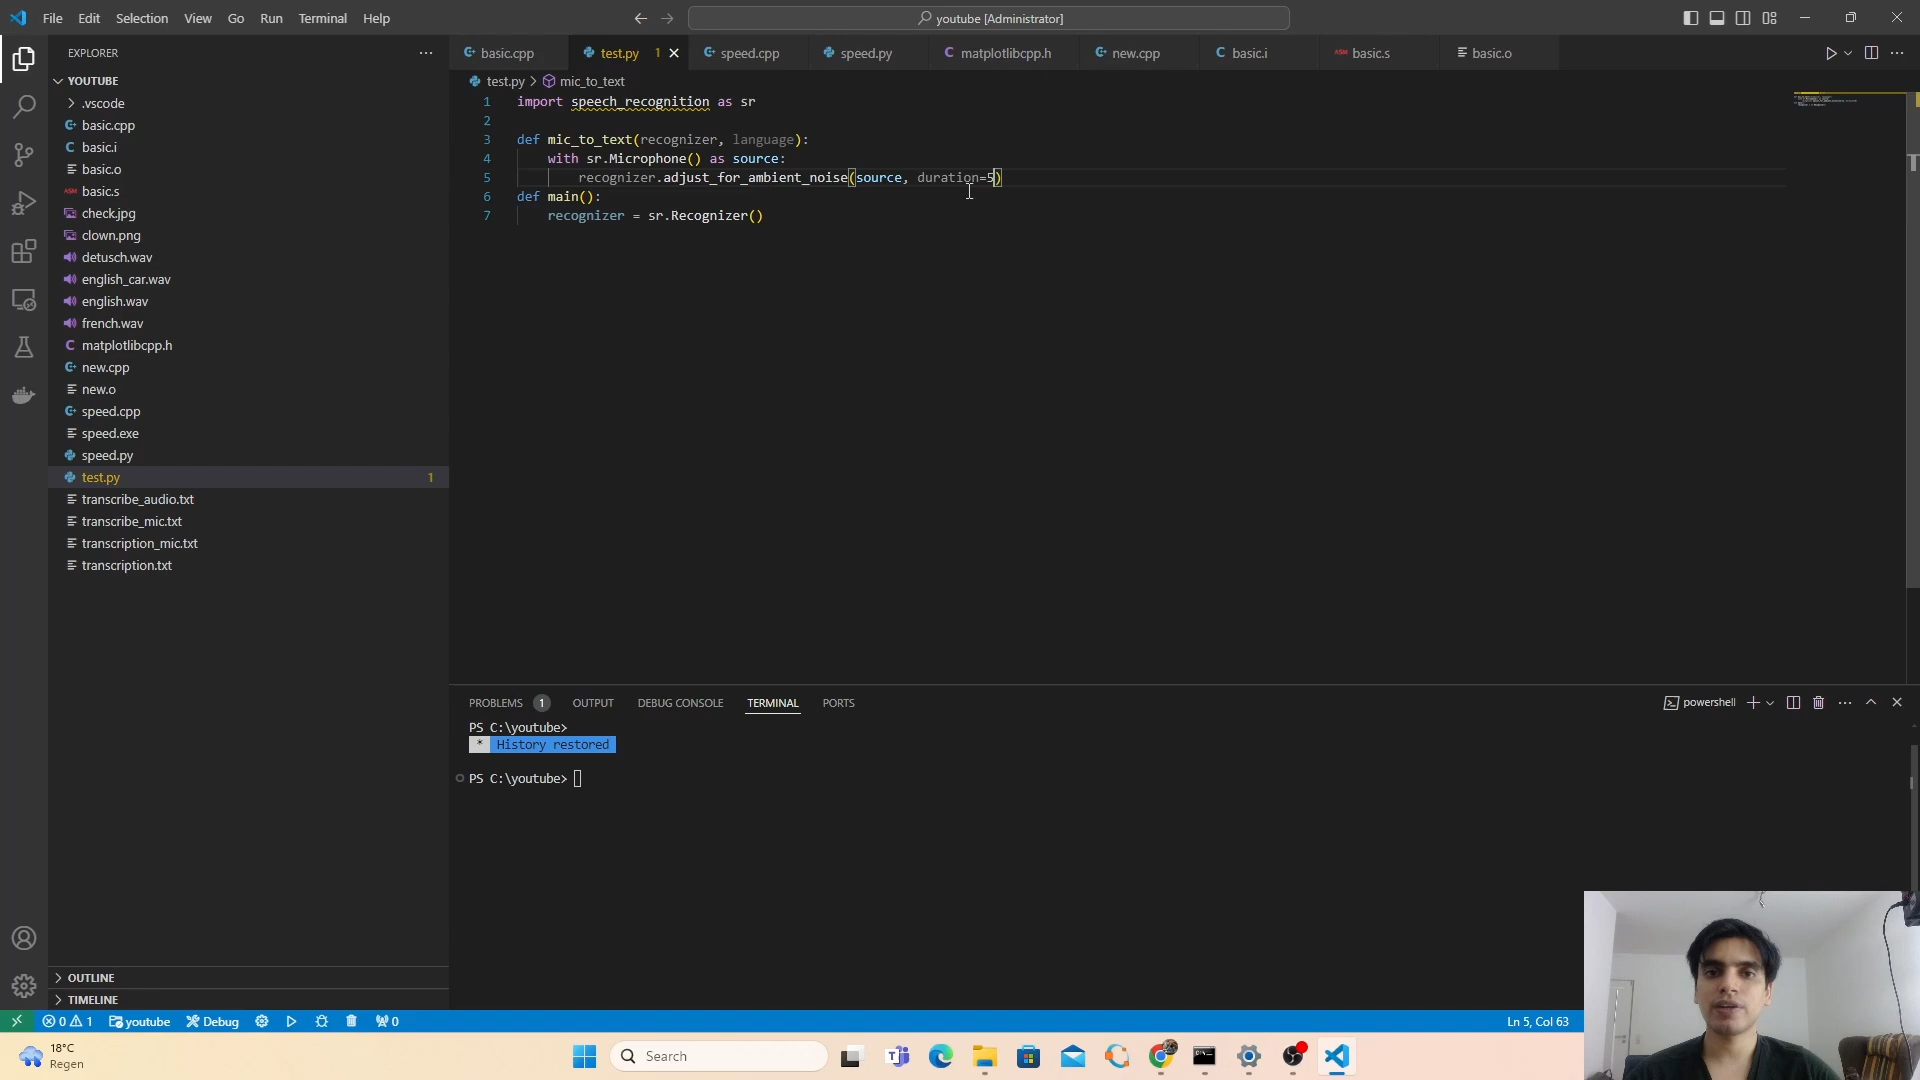 File Edit Selection View Go Run Terminal Help
youtube [Administrator]
EXPLORER
YOUTUBE
.vscode
basic.cpp
basic.i
basic.o
ASM basic.s
check.jpg
clown.png
detusch.wav
english_car.wav
english.wav
french.wav
C matplotlibcpp.h
new.cpp
new.o
speed.cpp
speed.exe
speed.py
test.py 1
transcribe_audio.txt
transcribe_mic.txt
transcription_mic.txt
transcription.txt
OUTLINE
TIMELINE
basic.cpp test.py 1 speed.cpp speed.py C matplotlibcpp.h new.cpp C basic.i ASM basic.s basic.o
test.py > mic_to_text
1 import speech_recognition as sr
2
3 def mic_to_text(recognizer, language):
4 with sr.Microphone() as source:
5 recognizer.adjust_for_ambient_noise(source, duration=5)
6 def main():
7 recognizer = sr.Recognizer()
PROBLEMS 1 OUTPUT DEBUG CONSOLE TERMINAL PORTS
powershell
PS C:\youtube>
* History restored
PS C:\youtube>
0 1 youtube Debug 0
Ln 5, Col 63
18°C
Regen
Search